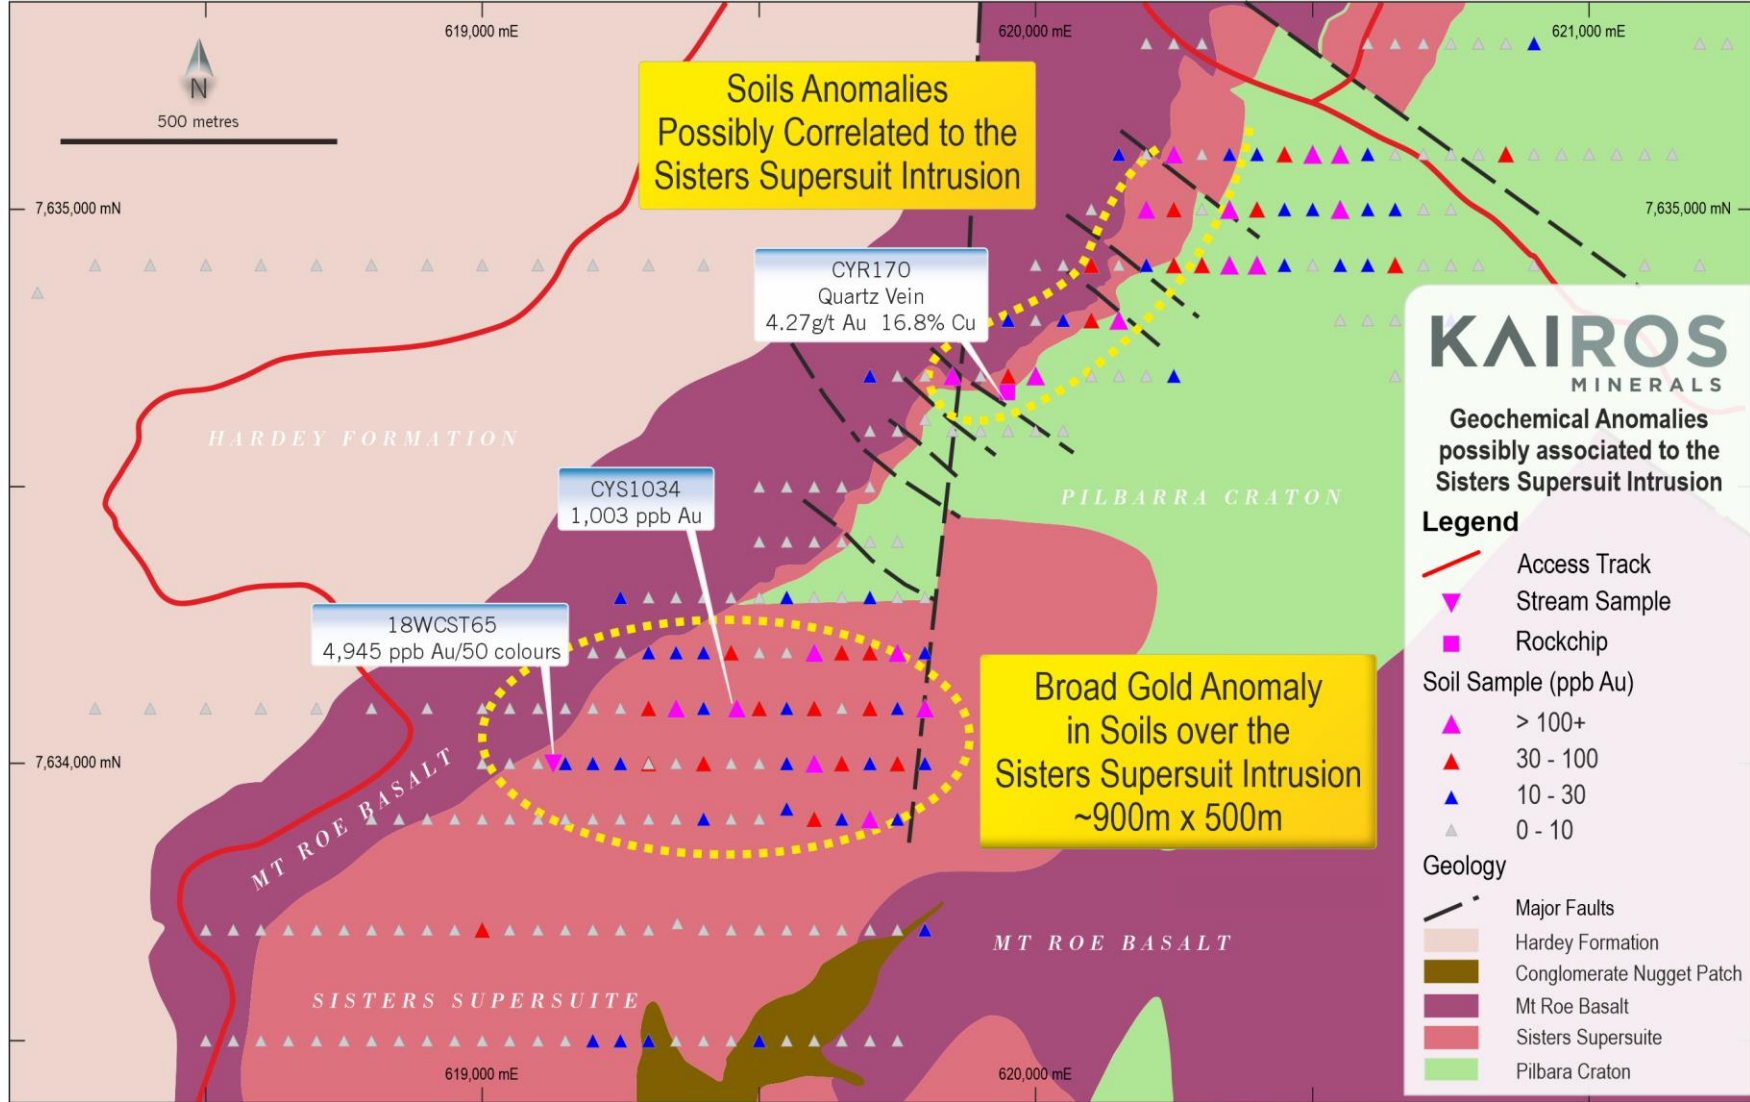 619,000 mE
620,000 mE
621,000 mE
N
500 metres
Soils Anomalies
Possibly Correlated to the
Sisters Supersuit Intrusion
7,635,000 mN
7,635,000 mN
CYR170
Quartz Vein
4.27g/t Au 16.8% Cu
HARDEY FORMATION
PILBARRA CRATON
CYS1034
1,003 ppb Au
18WCST65
4,945 ppb Au/50 colours
7,634,000 mN
MT ROE BASALT
Broad Gold Anomaly
in Soils over the
Sisters Supersuit Intrusion
~900m x 500m
MT ROE BASALT
SISTERS SUPERSUITE
619,000 mE
620,000 mE
KAIROS
MINERALS
Geochemical Anomalies
possibly associated to the
Sisters Supersuit Intrusion
Legend
Access Track
Stream Sample
Rockchip
Soil Sample (ppb Au)
> 100+
30 - 100
10 - 30
0 - 10
Geology
Major Faults
Hardey Formation
Conglomerate Nugget Patch
Mt Roe Basalt
Sisters Supersuite
Pilbara Craton